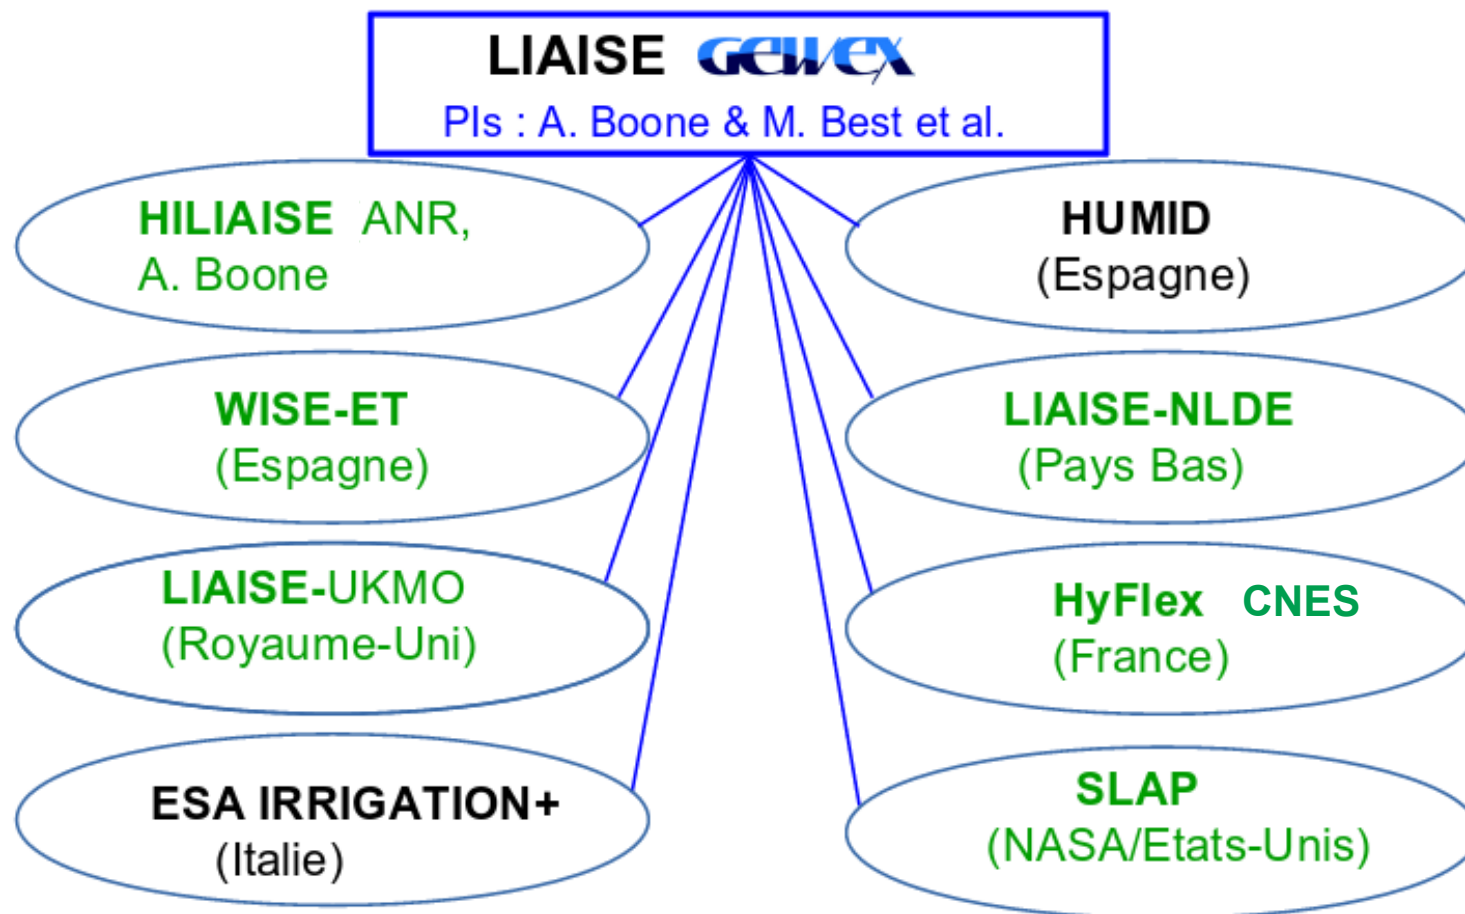 LIAISE GEWEX
PIs : A. Boone & M. Best et al.
HILIAISE ANR,
A. Boone
HUMID
(Espagne)
WISE-ET
(Espagne)
LIAISE-NLDE
(Pays Bas)
LIAISE-UKMO
(Royaume-Uni)
HyFlex CNES
(France)
ESA IRRIGATION+
(Italie)
SLAP
(NASA/Etats-Unis)